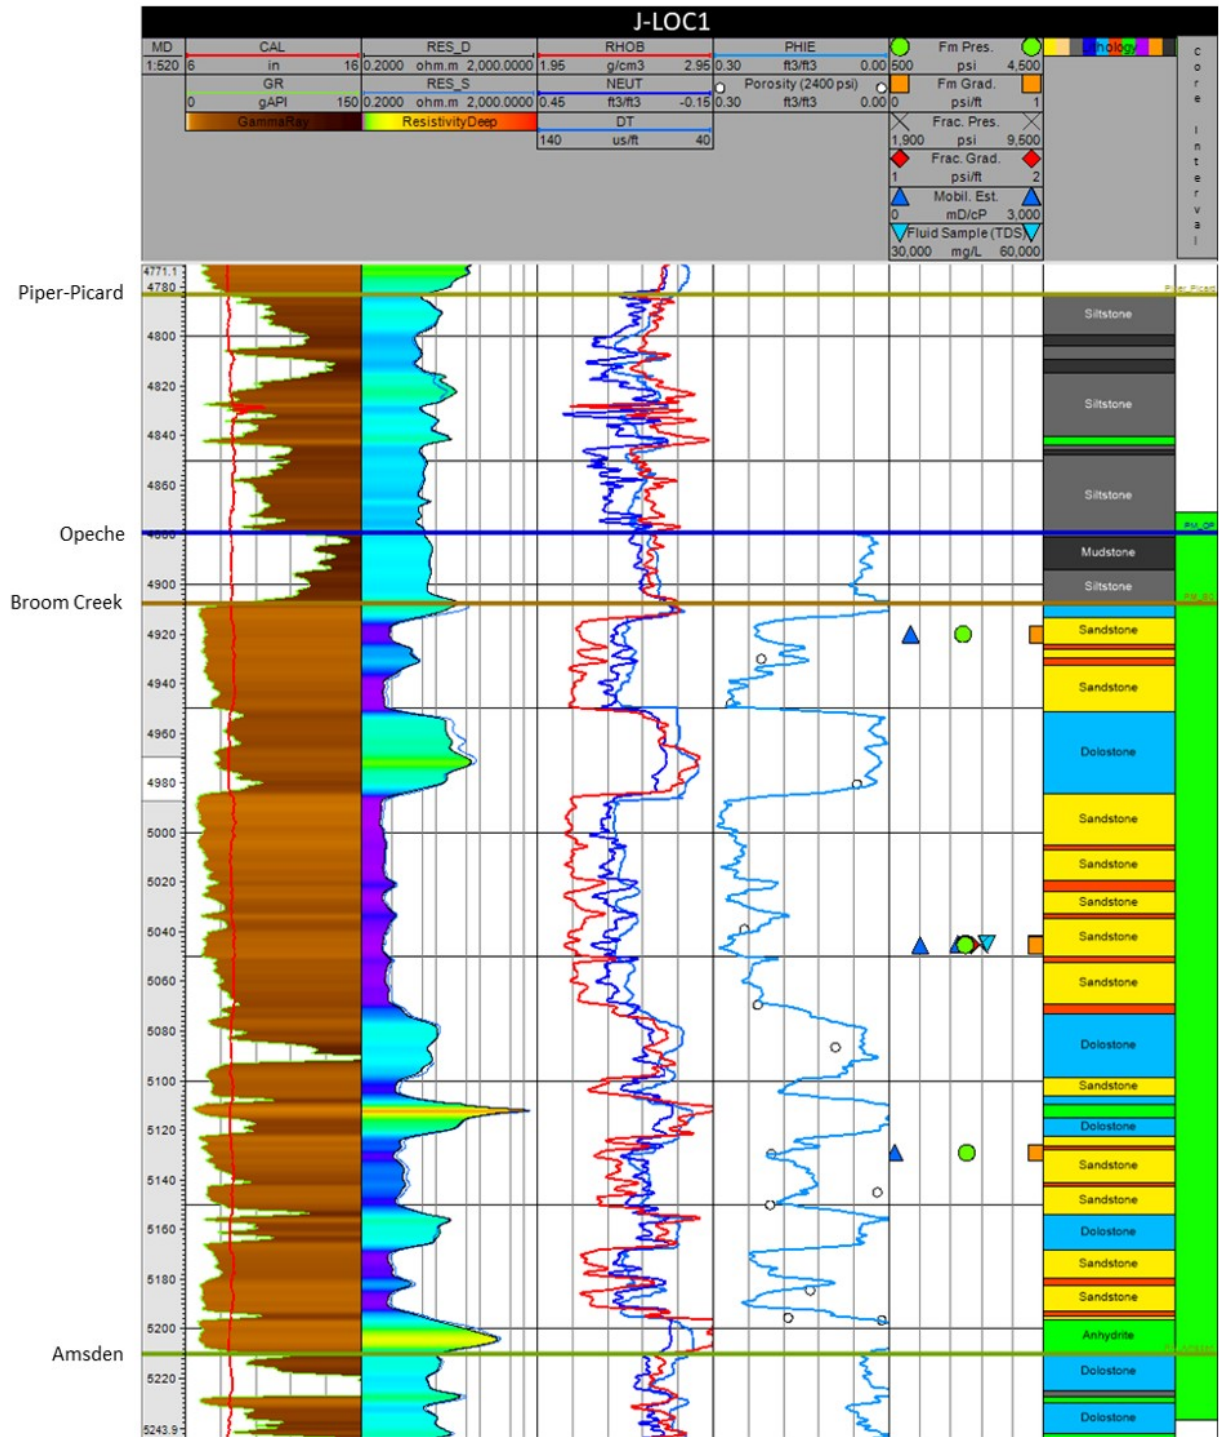 J-LOC1
MD CAL RES_D RHOB PHIE Fm Pres. Lithology
1:520 6 in 16 0.2000 ohm.m 2,000.0000 1.95 g/cm3 2.95 0.30 ft3/ft3 0.00 500 psi 4,500
GR RES_S NEUT Porosity (2400 psi) Fm Grad.
0 gAPI 150 0.2000 ohm.m 2,000.0000 0.45 ft3/ft3 -0.15 0.30 ft3/ft3 0.00 0 psi/ft 1
GammaRay ResistivityDeep DT Frac. Pres.
140 us/ft 40 1,900 psi 9,500
Frac. Grad.
1 psi/ft 2
Mobil. Est.
0 mD/cP 3,000
Fluid Sample (TDS)
30,000 mg/L 60,000
Core Interval
4771.1
4780
Piper-Picard
Piper_Picard
Siltstone
4800
4820
Siltstone
4840
4860
Siltstone
Opeche
4880
PM_OP
Mudstone
4900
Siltstone
Broom Creek
PM_BC
4920
Sandstone
4940
Sandstone
4960
Dolostone
4980
Sandstone
5000
Sandstone
5020
Sandstone
5040
Sandstone
5060
Sandstone
5080
Dolostone
5100
Sandstone
5120
Dolostone
5140
Sandstone
Sandstone
5160
Dolostone
Sandstone
5180
Sandstone
5200
Anhydrite
Amsden
5220
Dolostone
Dolostone
5243.9